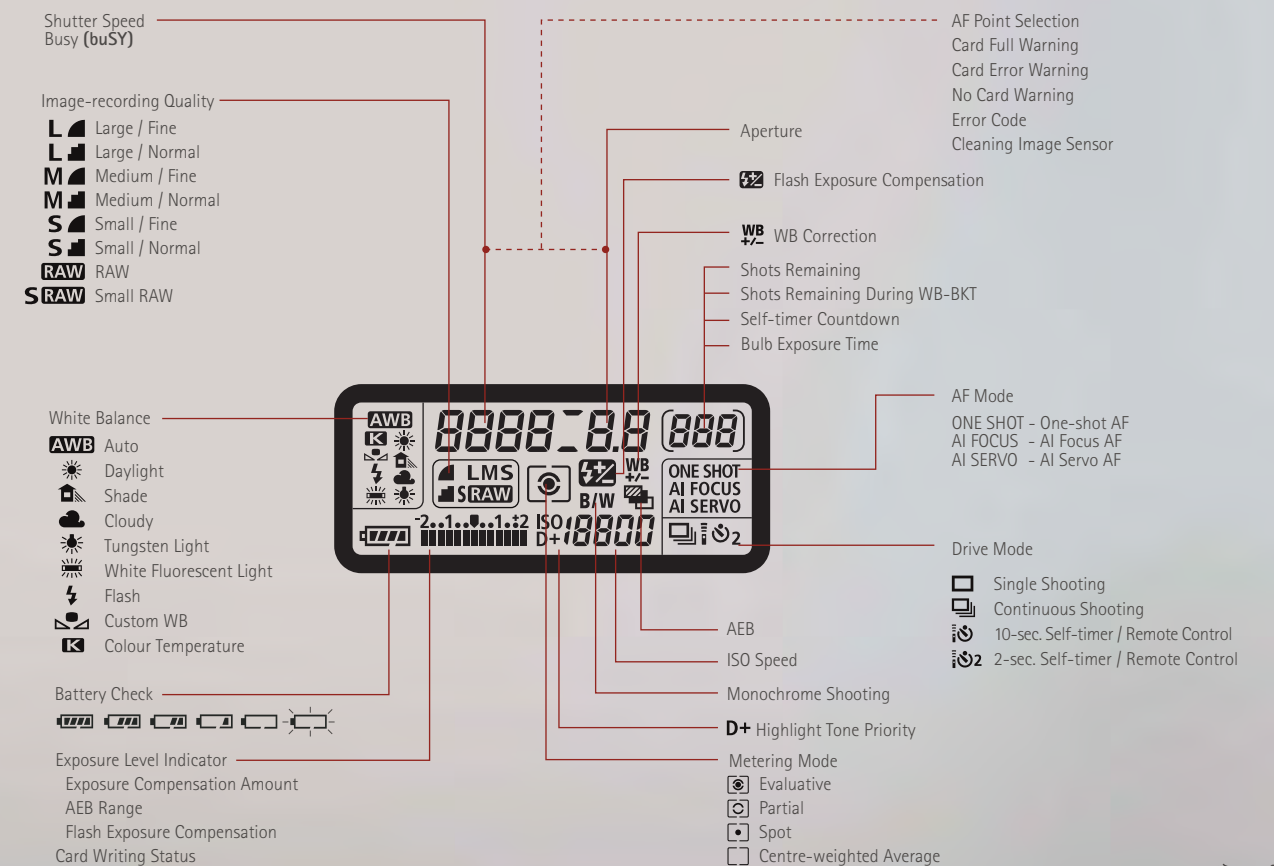 Shutter Speed
Busy (buSY)
Image-recording Quality
L Large / Fine
L Large / Normal
M Medium / Fine
M Medium / Normal
S Small / Fine
S Small / Normal
RAW RAW
S RAW Small RAW
White Balance
AWB Auto
Daylight
Shade
Cloudy
Tungsten Light
White Fluorescent Light
Flash
Custom WB
K Colour Temperature
Battery Check
Exposure Level Indicator
Exposure Compensation Amount
AEB Range
Flash Exposure Compensation
Card Writing Status
AWB
K
8888-8.8 (888)
LMS
SRAW
WB
+/-
B/W
ONE SHOT
AI FOCUS
AI SERVO
-2..1..0..1.+2 ISO
D+ 18800
2
AF Point Selection
Card Full Warning
Card Error Warning
No Card Warning
Error Code
Cleaning Image Sensor
Aperture
Flash Exposure Compensation
WB +/- WB Correction
Shots Remaining
Shots Remaining During WB-BKT
Self-timer Countdown
Bulb Exposure Time
AF Mode
ONE SHOT - One-shot AF
AI FOCUS - AI Focus AF
AI SERVO - AI Servo AF
Drive Mode
Single Shooting
Continuous Shooting
10-sec. Self-timer / Remote Control
2 2-sec. Self-timer / Remote Control
AEB
ISO Speed
Monochrome Shooting
D+ Highlight Tone Priority
Metering Mode
Evaluative
Partial
Spot
Centre-weighted Average